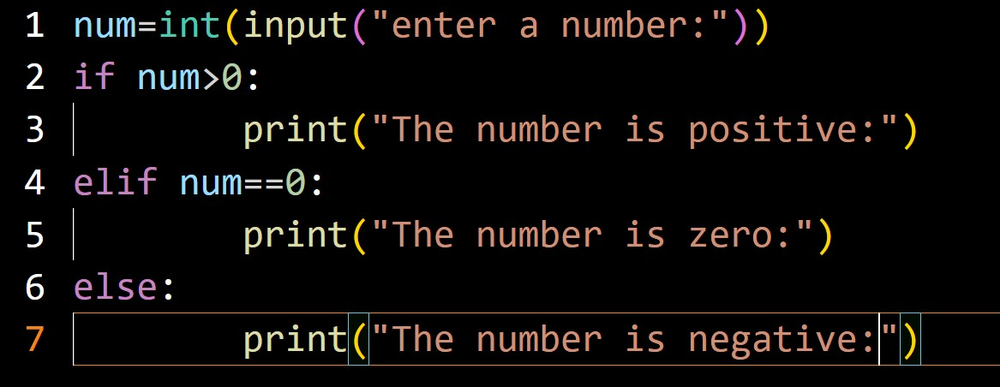 1 num=int(input("enter a number:"))
2 if num>0:
3         print("The number is positive:")
4 elif num==0:
5         print("The number is zero:")
6 else:
7         print("The number is negative:")